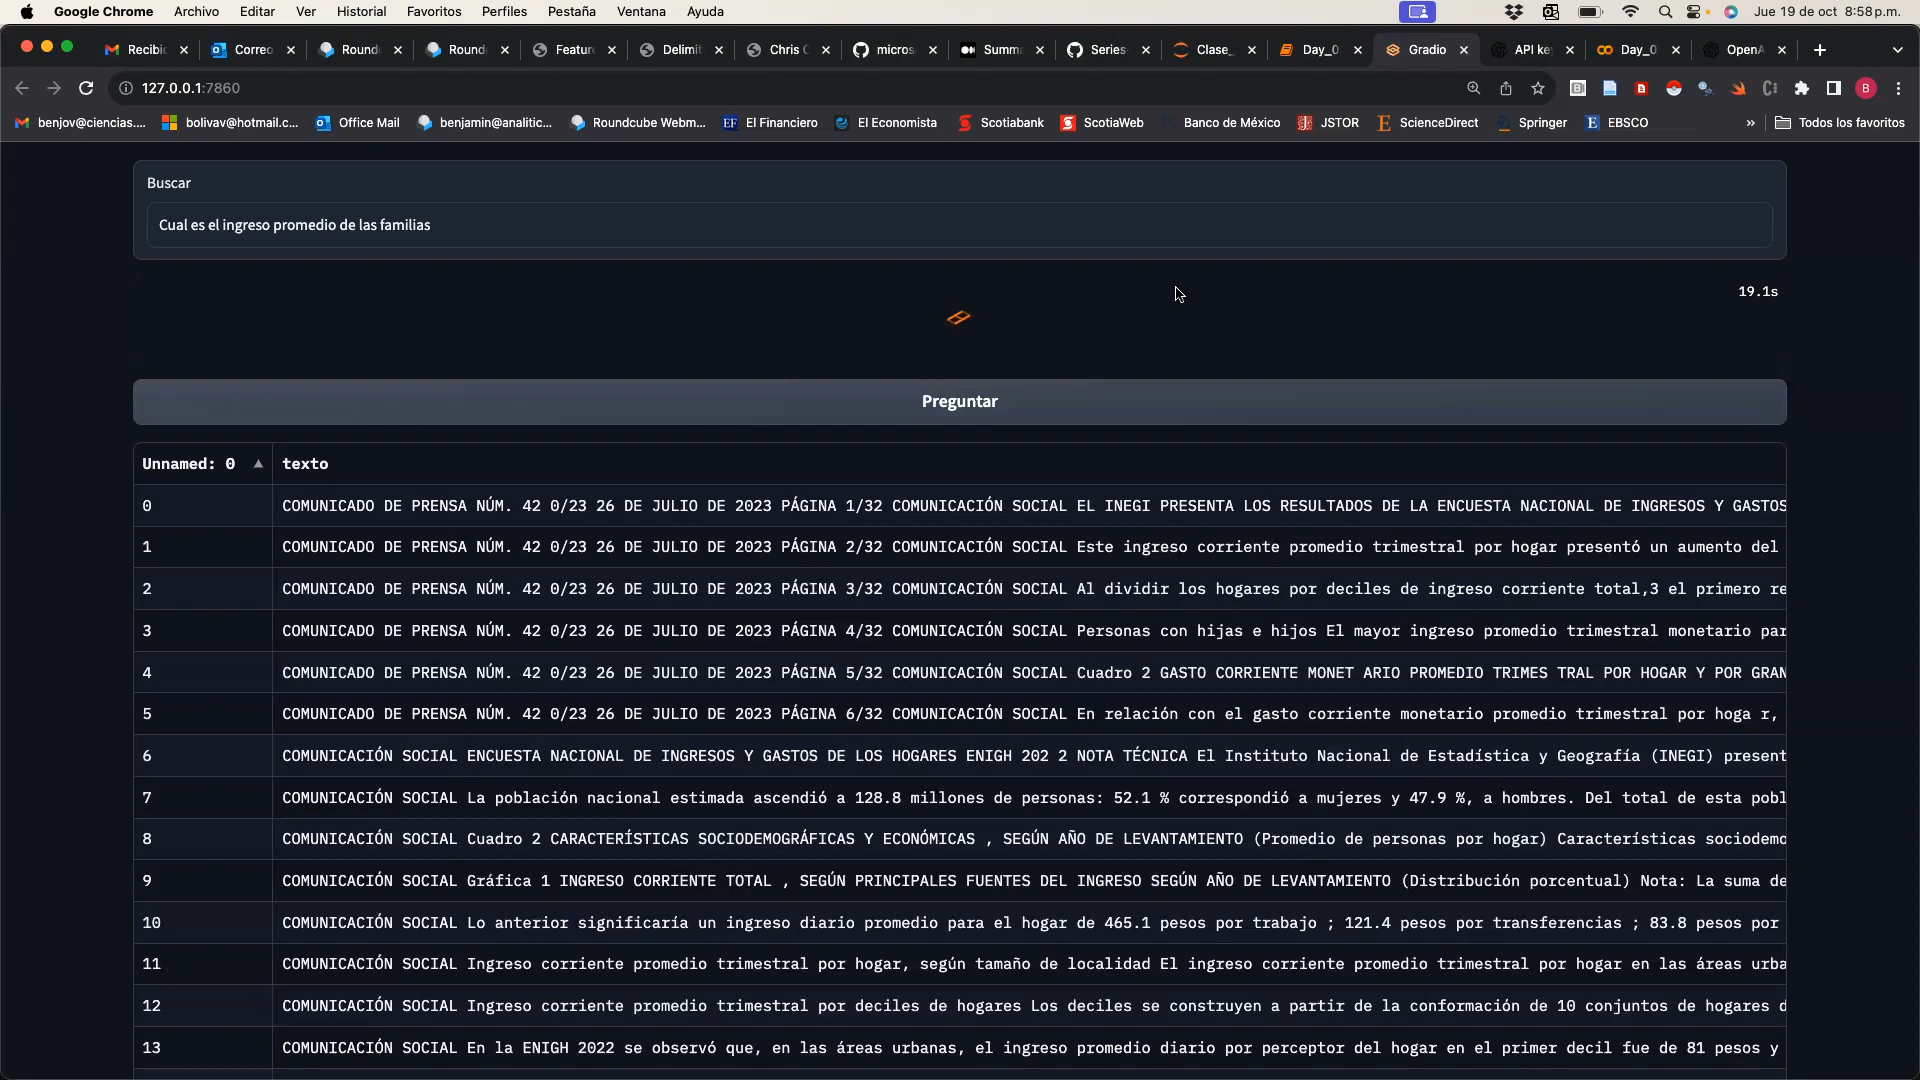 Google Chrome Archivo Editar Ver Historial Favoritos Perfiles Pestaña Ventana Ayuda Jue 19 de oct 8:58 p.m.
Recibi Correo Round Round Featur Delimit Chris C micros Summa Series- Clase_ Day_0 Gradio API ke Day_0 OpenA
127.0.0.1:7860
benjov@ciencias.... bolivav@hotmail.c... Office Mail benjamin@analitic... Roundcube Webm... El Financiero El Economista Scotiabank ScotiaWeb Banco de México JSTOR ScienceDirect Springer EBSCO » Todos los favoritos
Buscar
Cual es el ingreso promedio de las familias
19.1s
Preguntar
Unnamed: 0 ▲ texto
0 COMUNICADO DE PRENSA NÚM. 42 0/23 26 DE JULIO DE 2023 PÁGINA 1/32 COMUNICACIÓN SOCIAL EL INEGI PRESENTA LOS RESULTADOS DE LA ENCUESTA NACIONAL DE INGRESOS Y GASTOS
1 COMUNICADO DE PRENSA NÚM. 42 0/23 26 DE JULIO DE 2023 PÁGINA 2/32 COMUNICACIÓN SOCIAL Este ingreso corriente promedio trimestral por hogar presentó un aumento del
2 COMUNICADO DE PRENSA NÚM. 42 0/23 26 DE JULIO DE 2023 PÁGINA 3/32 COMUNICACIÓN SOCIAL Al dividir los hogares por deciles de ingreso corriente total,3 el primero re
3 COMUNICADO DE PRENSA NÚM. 42 0/23 26 DE JULIO DE 2023 PÁGINA 4/32 COMUNICACIÓN SOCIAL Personas con hijas e hijos El mayor ingreso promedio trimestral monetario par
4 COMUNICADO DE PRENSA NÚM. 42 0/23 26 DE JULIO DE 2023 PÁGINA 5/32 COMUNICACIÓN SOCIAL Cuadro 2 GASTO CORRIENTE MONET ARIO PROMEDIO TRIMES TRAL POR HOGAR Y POR GRAN
5 COMUNICADO DE PRENSA NÚM. 42 0/23 26 DE JULIO DE 2023 PÁGINA 6/32 COMUNICACIÓN SOCIAL En relación con el gasto corriente monetario promedio trimestral por hoga r,
6 COMUNICACIÓN SOCIAL ENCUESTA NACIONAL DE INGRESOS Y GASTOS DE LOS HOGARES ENIGH 202 2 NOTA TÉCNICA El Instituto Nacional de Estadística y Geografía (INEGI) present
7 COMUNICACIÓN SOCIAL La población nacional estimada ascendió a 128.8 millones de personas: 52.1 % correspondió a mujeres y 47.9 %, a hombres. Del total de esta pobl
8 COMUNICACIÓN SOCIAL Cuadro 2 CARACTERÍSTICAS SOCIODEMOGRÁFICAS Y ECONÓMICAS , SEGÚN AÑO DE LEVANTAMIENTO (Promedio de personas por hogar) Características sociodemo
9 COMUNICACIÓN SOCIAL Gráfica 1 INGRESO CORRIENTE TOTAL , SEGÚN PRINCIPALES FUENTES DEL INGRESO SEGÚN AÑO DE LEVANTAMIENTO (Distribución porcentual) Nota: La suma de
10 COMUNICACIÓN SOCIAL Lo anterior significaría un ingreso diario promedio para el hogar de 465.1 pesos por trabajo ; 121.4 pesos por transferencias ; 83.8 pesos por
11 COMUNICACIÓN SOCIAL Ingreso corriente promedio trimestral por hogar, según tamaño de localidad El ingreso corriente promedio trimestral por hogar en las áreas urba
12 COMUNICACIÓN SOCIAL Ingreso corriente promedio trimestral por deciles de hogares Los deciles se construyen a partir de la conformación de 10 conjuntos de hogares d
13 COMUNICACIÓN SOCIAL En la ENIGH 2022 se observó que, en las áreas urbanas, el ingreso promedio diario por perceptor del hogar en el primer decil fue de 81 pesos y